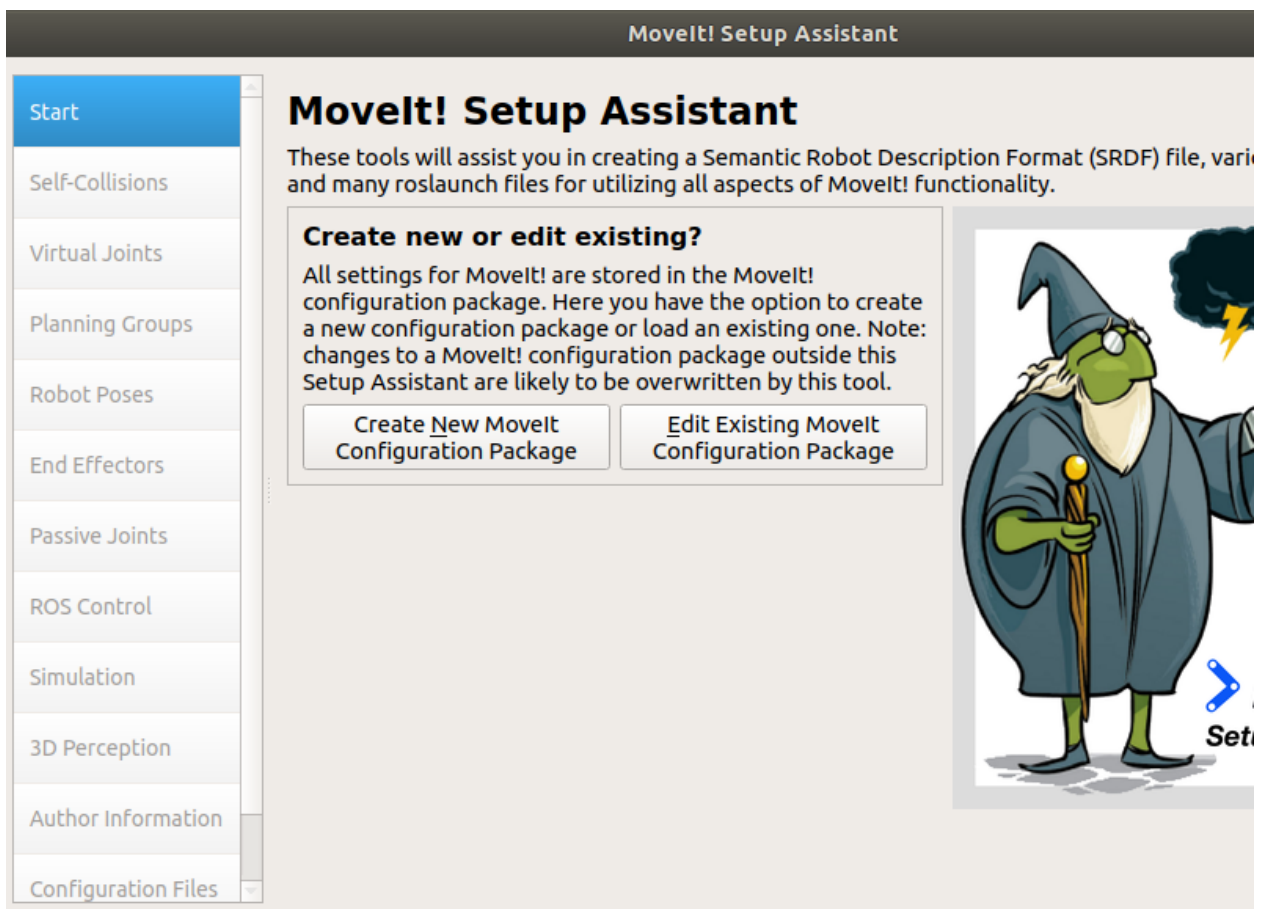 MoveIt! Setup Assistant
Start
Self-Collisions
Virtual Joints
Planning Groups
Robot Poses
End Effectors
Passive Joints
ROS Control
Simulation
3D Perception
Author Information
Configuration Files
MoveIt! Setup Assistant
These tools will assist you in creating a Semantic Robot Description Format (SRDF) file,
and many roslaunch files for utilizing all aspects of MoveIt! functionality.
Create new or edit existing?
All settings for MoveIt! are stored in the MoveIt!
configuration package. Here you have the option to create
a new configuration package or load an existing one. Note:
changes to a MoveIt! configuration package outside this
Setup Assistant are likely to be overwritten by this tool.
Create New MoveIt
Configuration Package
Edit Existing MoveIt
Configuration Package